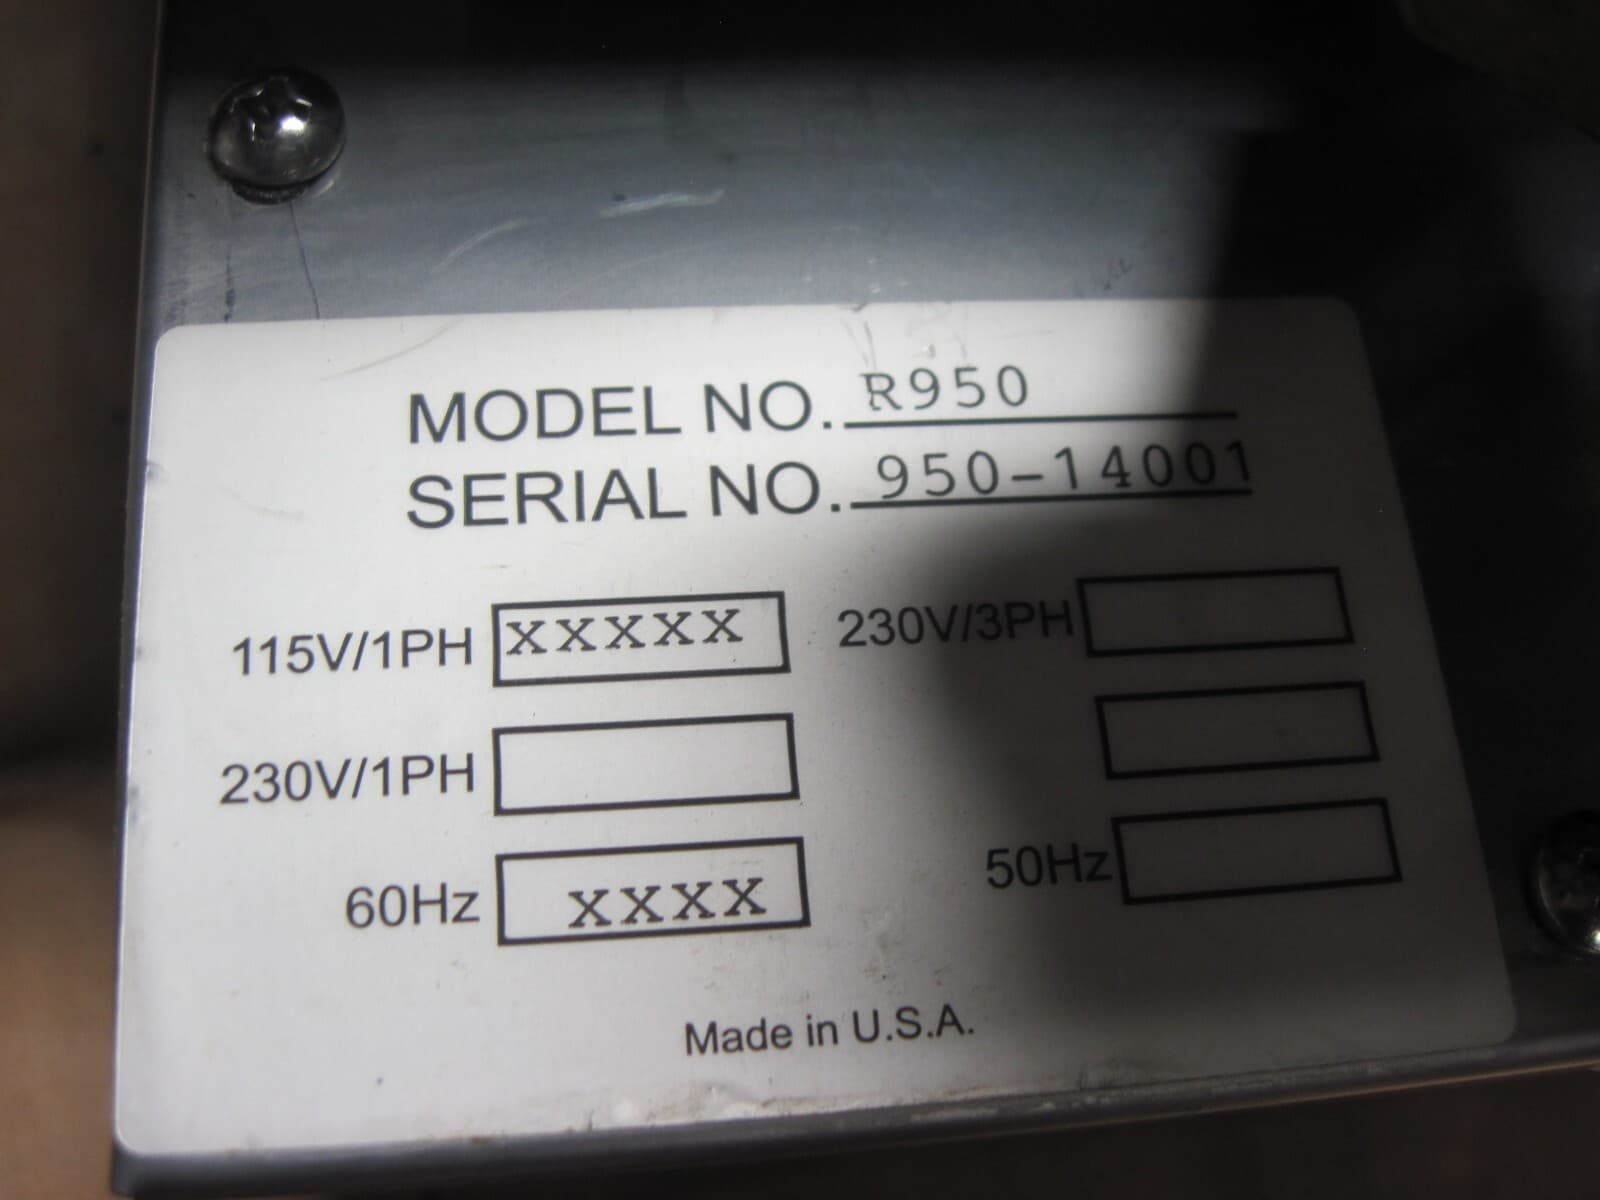 MODEL NO. R950
SERIAL NO. 950-14001
115V/1PH XXXXX 230V/3PH
230V/1PH
60Hz XXXX 50Hz
Made in U.S.A.